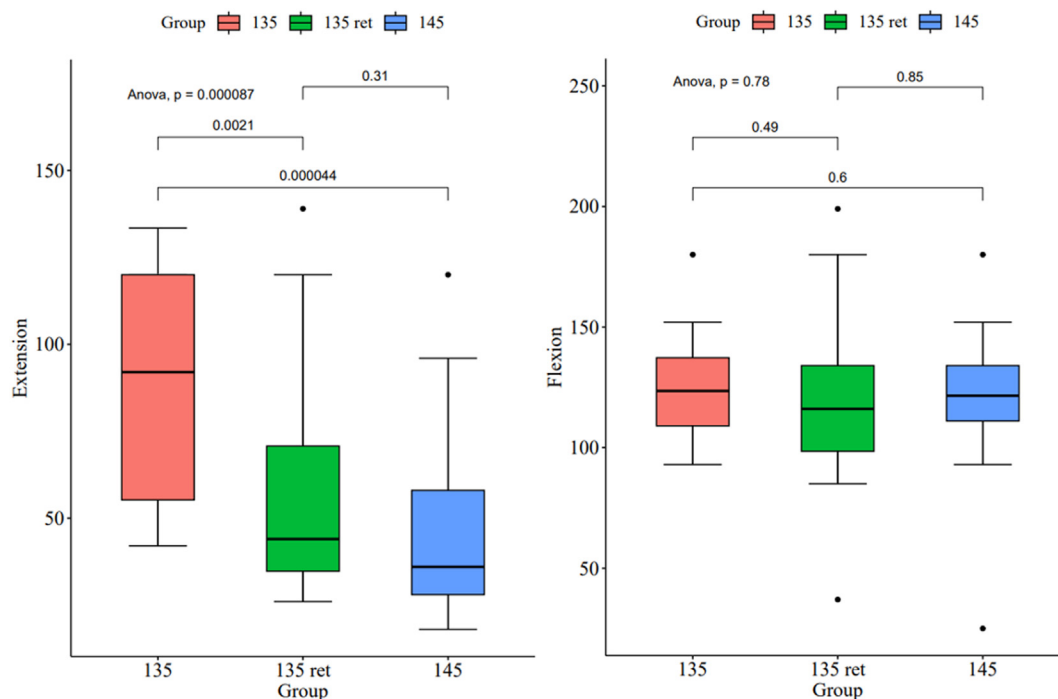 Group 135 135 ret 145
Anova, p = 0.000087
0.31
0.0021
0.000044
150
100
50
Extension
135 135 ret 145
Group
Group 135 135 ret 145
Anova, p = 0.78
0.85
0.49
0.6
250
200
150
100
50
Flexion
135 135 ret 145
Group